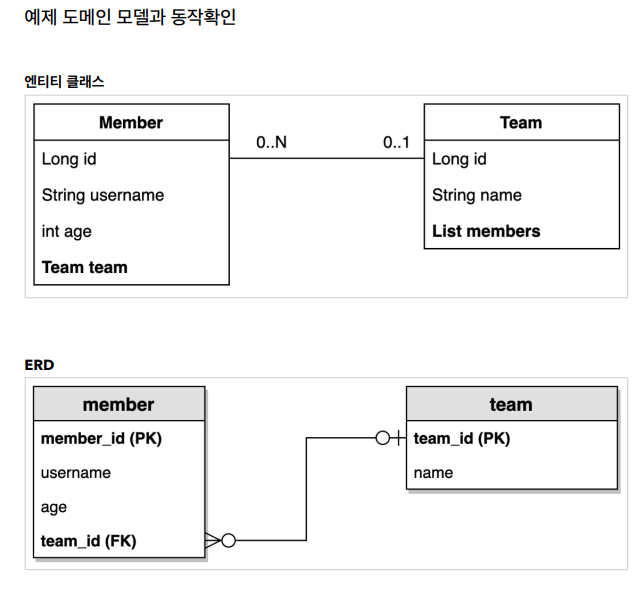 예제 도메인 모델과 동작확인
엔티티 클래스
Member
Long id
String username
int age
Team team
0..N
0..1
Team
Long id
String name
List members
ERD
member
member_id (PK)
username
age
team_id (FK)
team
team_id (PK)
name